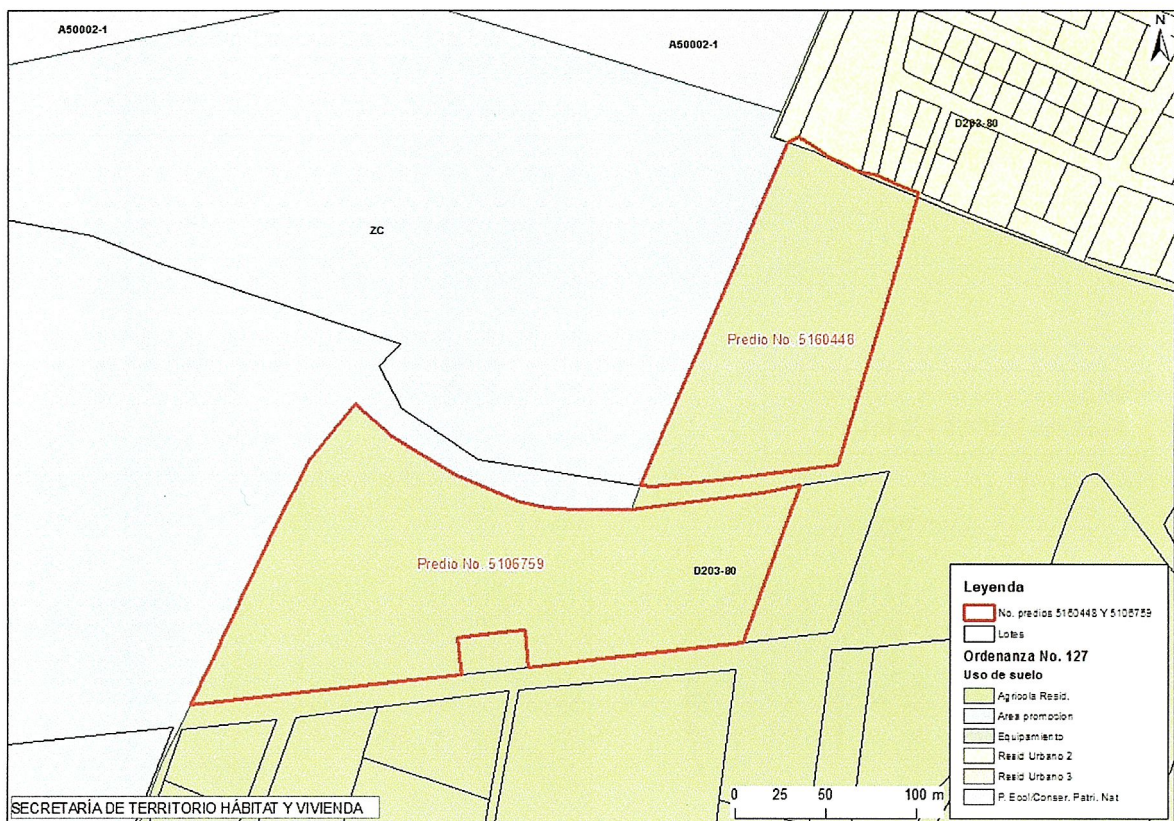 A50002-1
A50002-1
N
D203-80
ZC
Predio No. 5160448
Predio No. 5106759
D203-80
Leyenda
No. predios 5160448 Y 5106759
Lotes
Ordenanza No. 127
Uso de suelo
Agricola Resid.
Area promocion
Equipamiento
Resid Urbano 2
Resid Urbano 3
P. Ecol/Conser. Patri. Nat
0 25 50 100 m
SECRETARÍA DE TERRITORIO HÁBITAT Y VIVIENDA